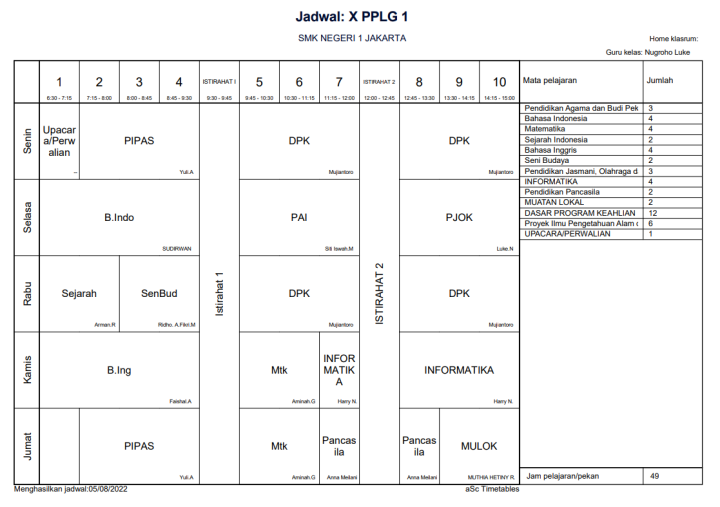 Jadwal: X PPLG 1
SMK NEGERI 1 JAKARTA
Home klasrum:
Guru kelas: Nugroho Luke
1 2 3 4 ISTIRAHAT I 5 6 7 ISTIRAHAT 2 8 9 10 Mata pelajaran Jumlah
6:30 - 7:15 7:15 - 8:00 8:00 - 8:45 8:45 - 9:30 9:30 - 9:45 9:45 - 10:30 10:30 - 11:15 11:15 - 12:00 12:00 - 12:45 12:45 - 13:30 13:30 - 14:15 14:15 - 15:00
Senin
Upacar
a/Perw
alian
--
PIPAS
Yuli.A
DPK
Mujiantoro
DPK
Mujiantoro
Selasa
B.Indo
SUDIRWAN
PAI
Siti Iswah.M
PJOK
Luke.N
Rabu
Sejarah
Arman.R
SenBud
Ridho. A.Fikri.M
Istirahat 1
DPK
Mujiantoro
ISTIRAHAT 2
DPK
Mujiantoro
Kamis
B.Ing
Faishal.A
Mtk
Aminah.G
INFOR
MATIK
A
Harry N.
INFORMATIKA
Harry N.
Jumat
PIPAS
Yuli.A
Mtk
Aminah.G
Pancas
ila
Anna Meilani
Pancas
ila
Anna Meilani
MULOK
MUTHIA HETINY R.
Pendidikan Agama dan Budi Pek 3
Bahasa Indonesia 4
Matematika 4
Sejarah Indonesia 2
Bahasa Inggris 4
Seni Budaya 2
Pendidikan Jasmani, Olahraga d 3
INFORMATIKA 4
Pendidikan Pancasila 2
MUATAN LOKAL 2
DASAR PROGRAM KEAHLIAN 12
Proyek Ilmu Pengetahuan Alam d 6
UPACARA/PERWALIAN 1
Jam pelajaran/pekan 49
Menghasilkan jadwal:05/08/2022
aSc Timetables